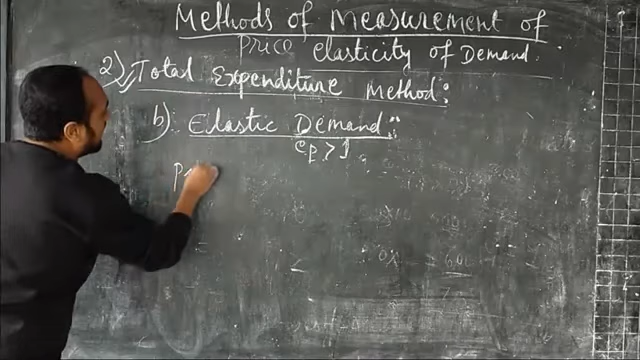 Methods of Measurement of
Price elasticity of Demand.
2) Total Expenditure Method:
b) Elastic Demand:
ep > 1